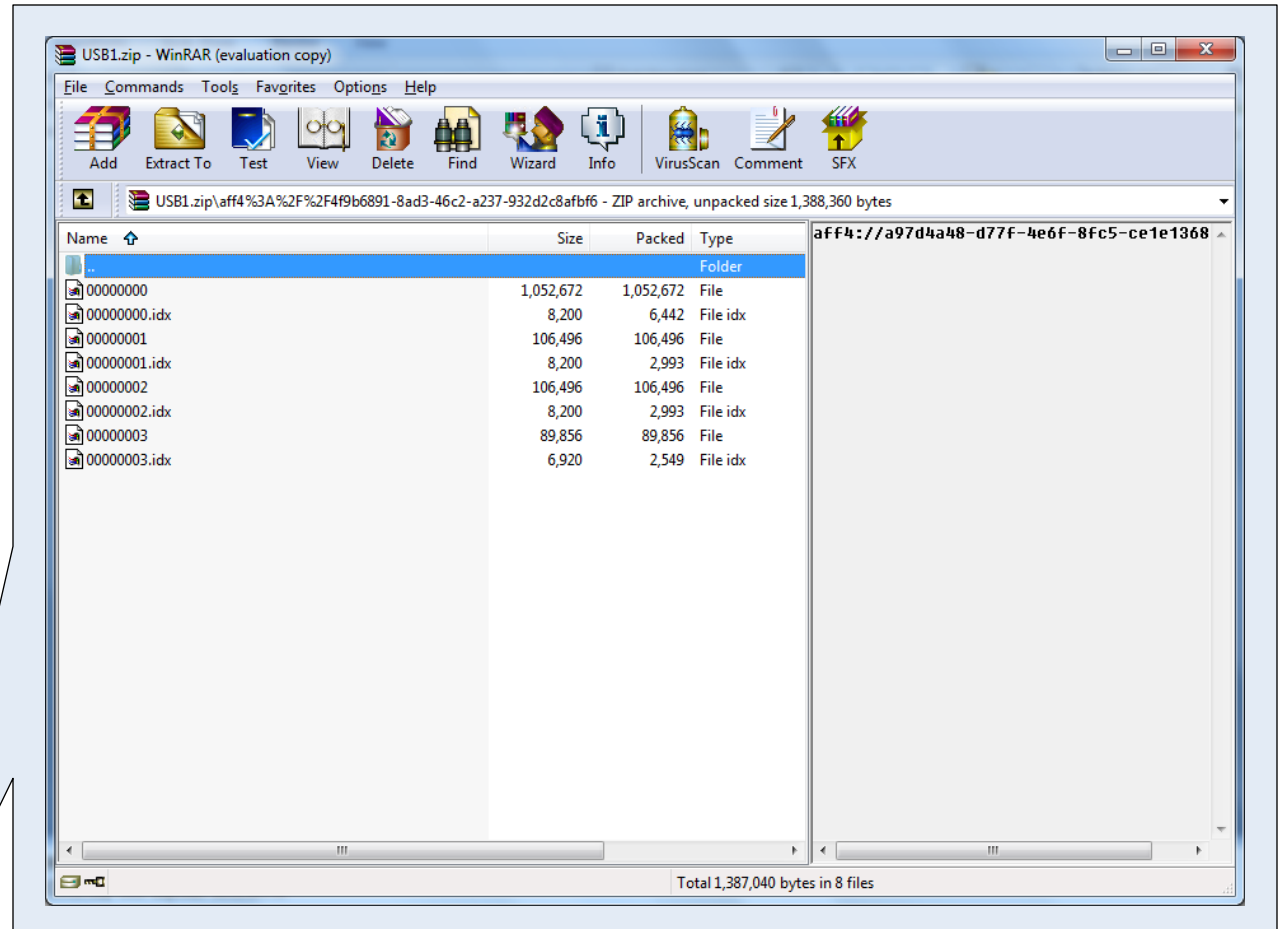 USB1.zip - WinRAR (evaluation copy)
File Commands Tools Favorites Options Help
Add Extract To Test View Delete Find Wizard Info VirusScan Comment SFX
USB1.zip\aff4%3A%2F%2F4f9b6891-8ad3-46c2-a237-932d2c8afbf6 - ZIP archive, unpacked size 1,388,360 bytes
Name Size Packed Type
aff4://a97d4a48-d77f-4e6f-8fc5-ce1e1368
.. Folder
00000000 1,052,672 1,052,672 File
00000000.idx 8,200 6,442 File idx
00000001 106,496 106,496 File
00000001.idx 8,200 2,993 File idx
00000002 106,496 106,496 File
00000002.idx 8,200 2,993 File idx
00000003 89,856 89,856 File
00000003.idx 6,920 2,549 File idx
Total 1,387,040 bytes in 8 files